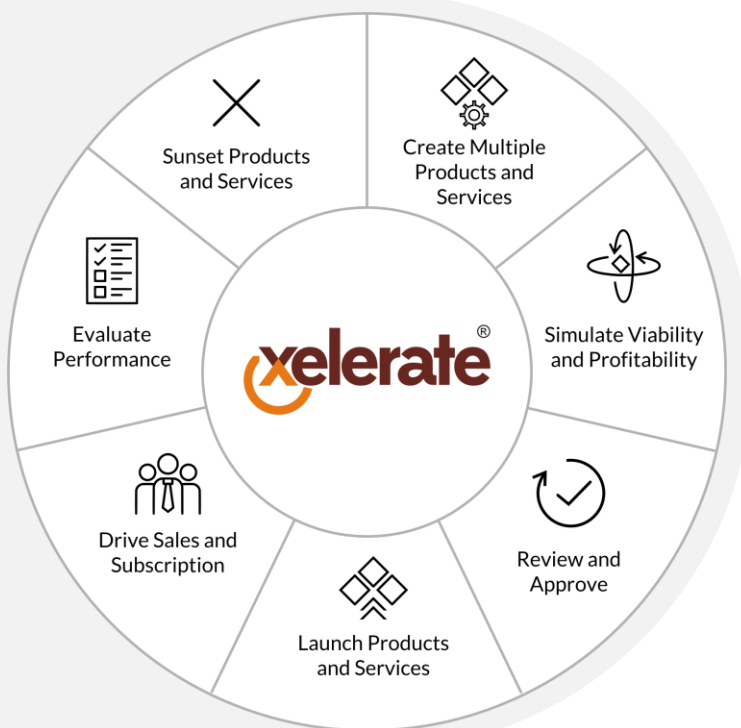 Sunset Products
and Services
Create Multiple
Products and
Services
Evaluate
Performance
xelerate®
Simulate Viability
and Profitability
Drive Sales and
Subscription
Review and
Approve
Launch Products
and Services